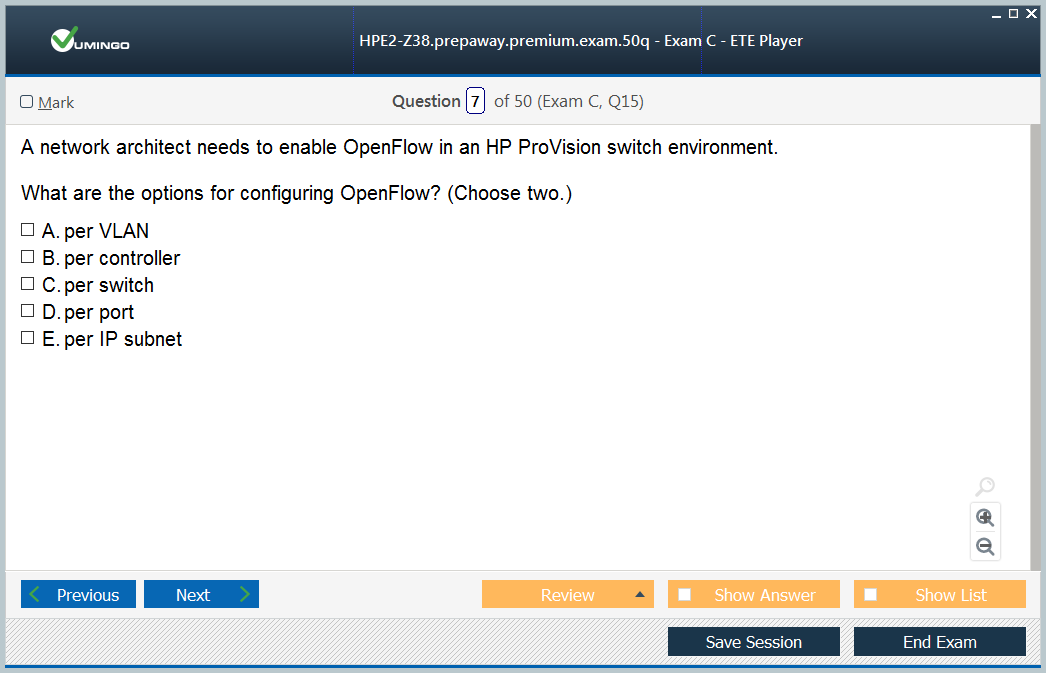 VUMINGO
HPE2-Z38.prepaway.premium.exam.50q - Exam C - ETE Player
Mark
Question 7 of 50 (Exam C, Q15)
A network architect needs to enable OpenFlow in an HP ProVision switch environment.
What are the options for configuring OpenFlow? (Choose two.)
A. per VLAN
B. per controller
C. per switch
D. per port
E. per IP subnet
Previous Next Review Show Answer Show List
Save Session End Exam